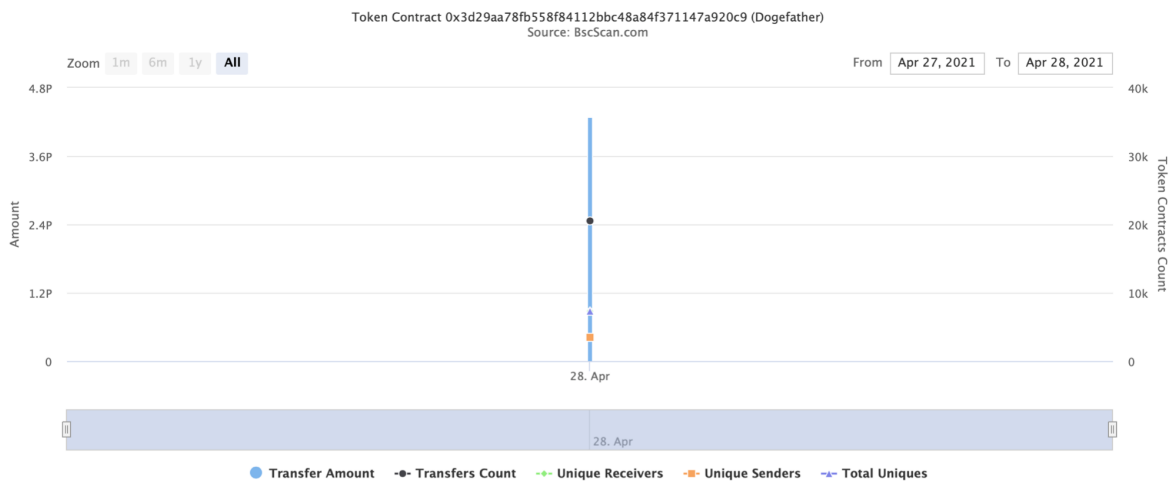 Token Contract 0x3d29aa78fb558f84112bbc48a84f371147a920c9 (Dogefather)
Source: BscScan.com
Zoom 1m 6m 1y All From Apr 27, 2021 To Apr 28, 2021
4.8P 40k
3.6P 30k
2.4P 20k
1.2P 10k
0 0
Amount
Token Contracts Count
28. Apr
28. Apr
Transfer Amount Transfers Count Unique Receivers Unique Senders Total Uniques